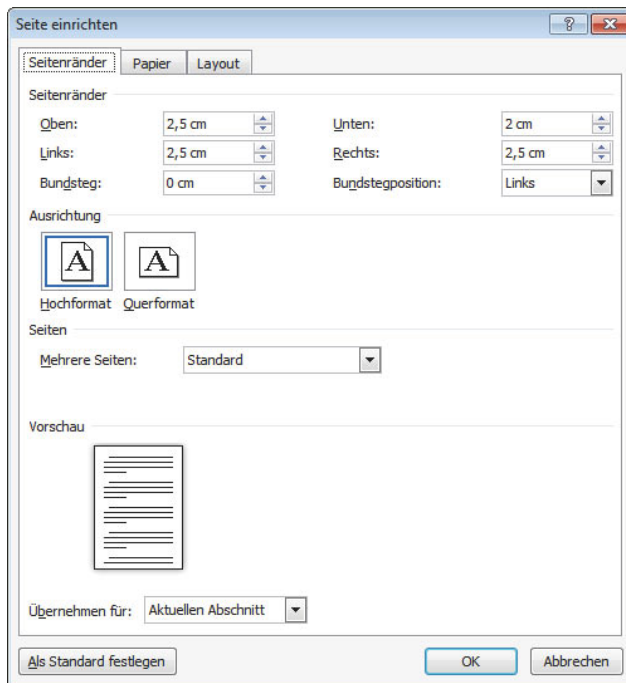 Seite einrichten
Seitenränder Papier Layout
Seitenränder
Oben: 2,5 cm Unten: 2 cm
Links: 2,5 cm Rechts: 2,5 cm
Bundsteg: 0 cm Bundstegposition: Links
Ausrichtung
A A
Hochformat Querformat
Seiten
Mehrere Seiten: Standard
Vorschau
Übernehmen für: Aktuellen Abschnitt
Als Standard festlegen OK Abbrechen